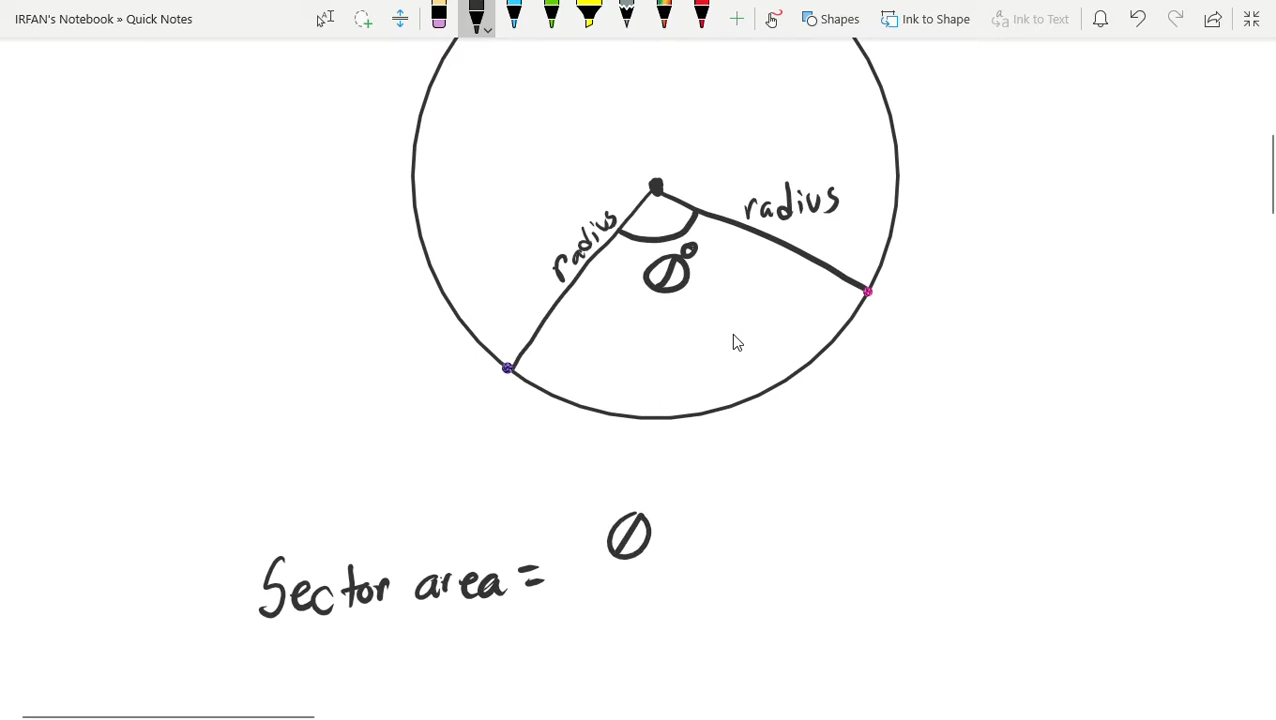 IRFAN's Notebook » Quick Notes
Shapes
Ink to Shape
Ink to Text
radius
radius
Ø°
Ø
Sector area =